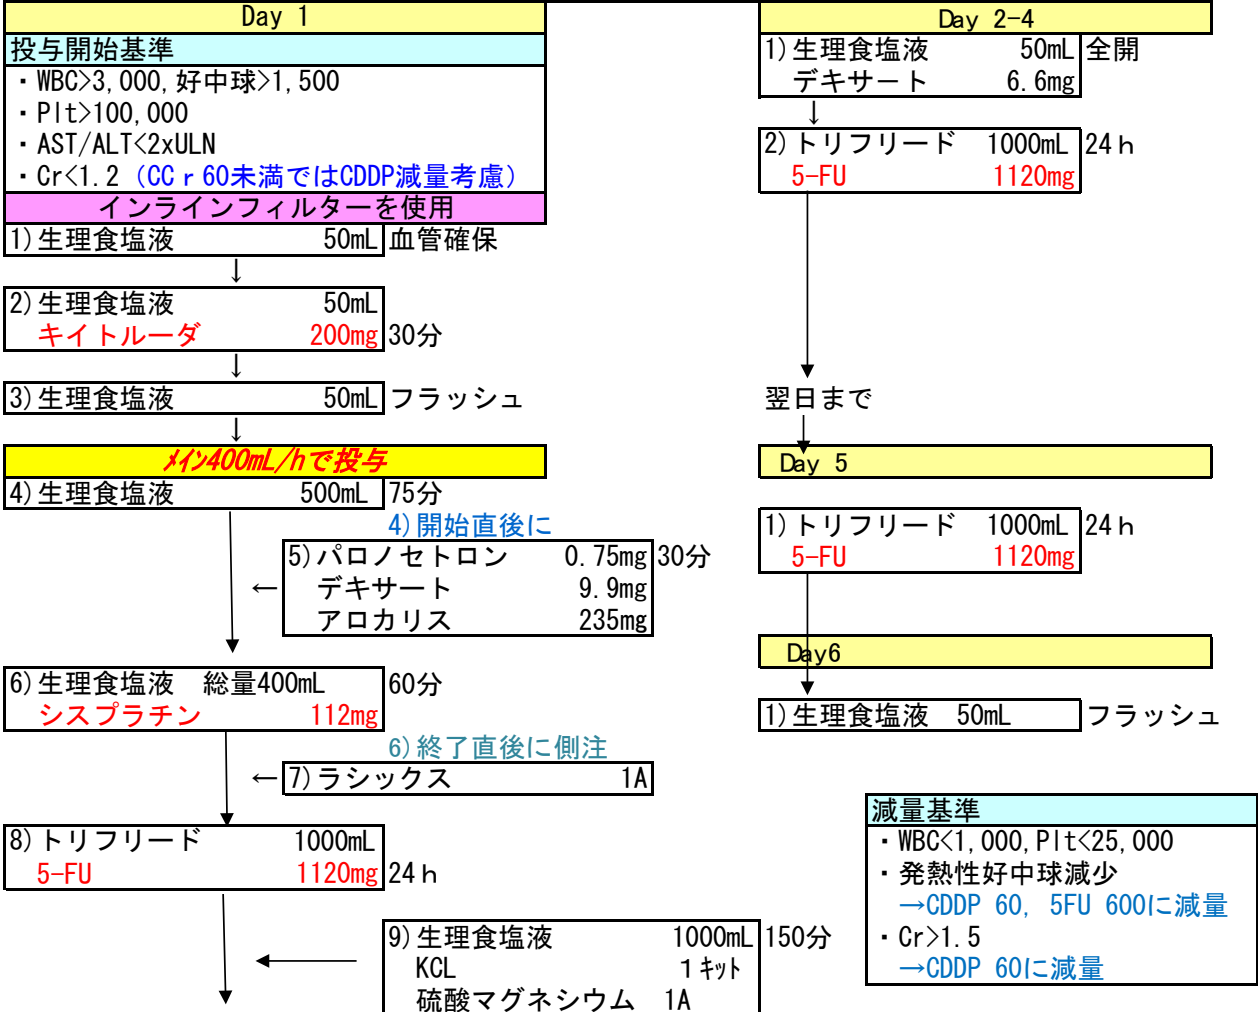 Day 1
投与開始基準
・WBC>3,000,好中球>1,500
・Plt>100,000
・AST/ALT<2xULN
・Cr<1.2（CCｒ60未満ではCDDP減量考慮）
インラインフィルターを使用
1)生理食塩液 50mL 血管確保
↓
2)生理食塩液 50mL
キイトルーダ 200mg 30分
↓
3)生理食塩液 50mL フラッシュ
↓
ﾒｲﾝ400mL/hで投与
4)生理食塩液 500mL 75分
4)開始直後に
5)パロノセトロン 0.75mg 30分
← デキサート 9.9mg
アロカリス 235mg
6)生理食塩液 総量400mL 60分
シスプラチン 112mg
6)終了直後に側注
← 7)ラシックス 1A
8)トリフリード 1000mL
5-FU 1120mg 24ｈ
9)生理食塩液 1000mL 150分
KCL 1ｷｯﾄ
硫酸マグネシウム 1A
Day 2-4
1)生理食塩液 50mL 全開
デキサート 6.6mg
↓
2)トリフリード 1000mL 24ｈ
5-FU 1120mg
翌日まで
Day 5
1)トリフリード 1000mL 24ｈ
5-FU 1120mg
Day6
1)生理食塩液 50mL フラッシュ
減量基準
・WBC<1,000,Plt<25,000
・発熱性好中球減少
→CDDP 60, 5FU 600に減量
・Cr>1.5
→CDDP 60に減量